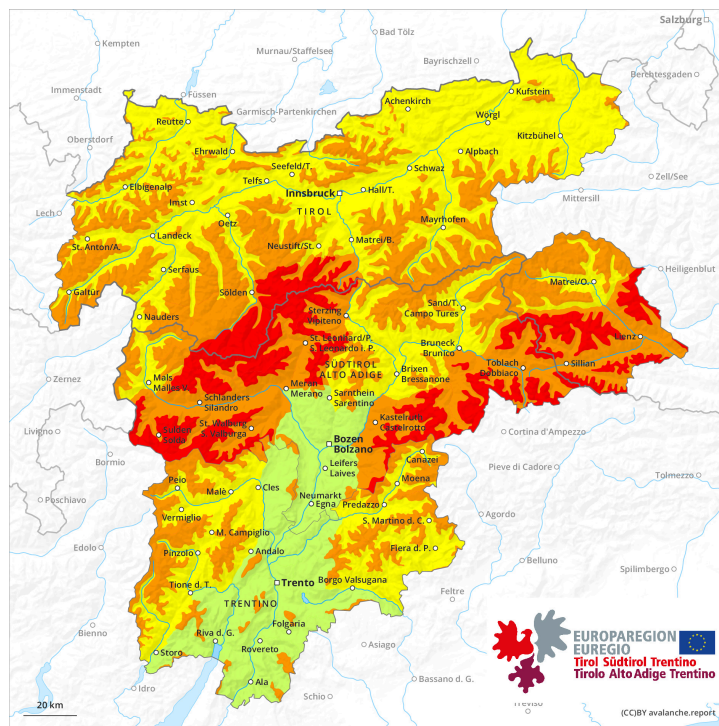 Salzburg
Bad Tölz
Kempten
Murnau/Staffelsee
Bayrischzell
Berchtesgaden
Immenstadt
Füssen
Kufstein
Achenkirch
Garmisch-Partenkirchen
Wörgl
Reutte
Oberstdorf
Kitzbühel
Ehrwald
Alpbach
Seefeld/T.
Schwaz
Zell/See
Telfs
Elbigenalp
Innsbruck
Hall/T.
Mittersill
Imst
TIROL
Lech
Oetz
Mayrhofen
St. Anton/A.
Landeck
Neustift/St.
Matrei/B.
Serfaus
Heiligenblut
Matrei/O.
Galtür
Sölden
Sand/T.
Campo Tures
Nauders
Sterzing
Vipiteno
Lienz
St. Leonhard/P.
S. Leonardo i. P.
Bruneck
Brunico
Toblach
Dobbiaco
Sillian
SÜDTIROL
ALTO ADIGE
Brixen
Bressanone
Zernez
Mals
Malles V.
Meran
Merano
Schlanders
Silandro
Sarnthein
Sarentino
St. Walburg
S. Valburga
Kastelruth
Castelrotto
Livigno
Sulden
Solda
Cortina d'Ampezzo
Bozen
Bolzano
Bormio
Canazei
Pieve di Cadore
Leifers
Laives
Tolmezzo
Peio
Malè
Cles
Moena
Poschiavo
Neumarkt
Egna
Predazzo
Vermiglio
Agordo
S. Martino d. C.
M. Campiglio
Edolo
Pinzolo
Andalo
Fiera d. P.
Belluno
Spilimbergo
Tione d. T.
Trento
Borgo Valsugana
Feltre
TRENTINO
Bienno
Folgaria
Riva d. G.
Storo
Rovereto
Asiago
EUROPAREGION
EUREGIO
Tirol Südtirol Trentino
Tirolo Alto Adige Trentino
Ala
Bassano d. G.
Idro
Schio
Treviso
20 km
(CC)BY avalanche.report